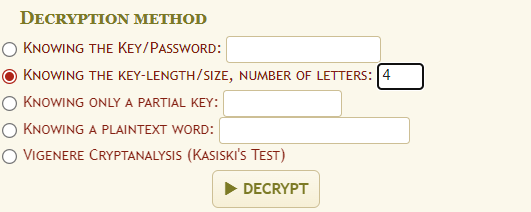 Decryption method
Knowing the Key/Password:
Knowing the key-length/size, number of letters: 4
Knowing only a partial key:
Knowing a plaintext word:
Vigenere Cryptanalysis (Kasiski's Test)
▶ DECRYPT